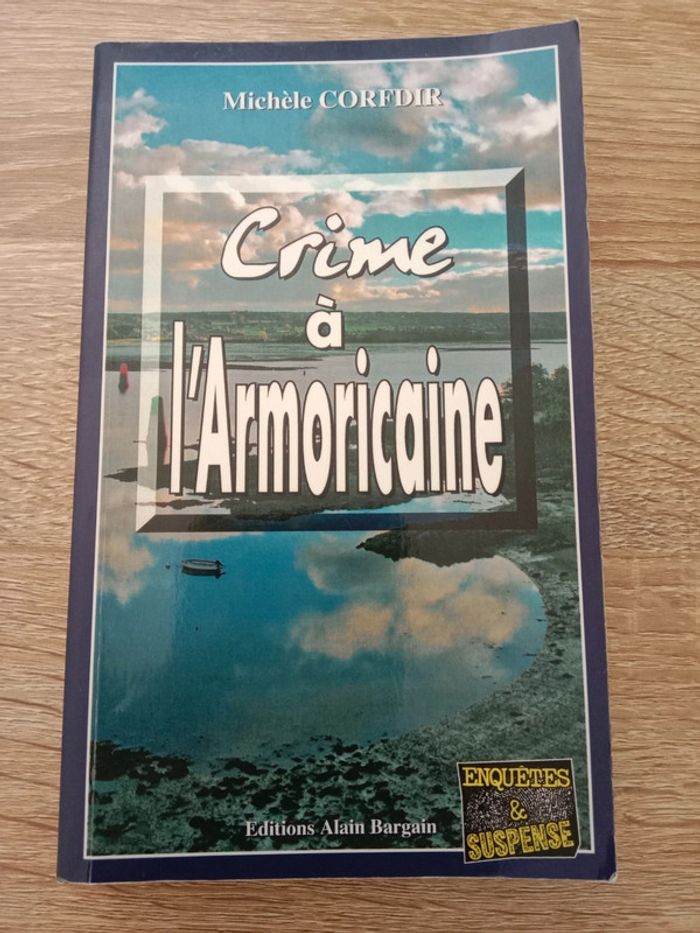 Michèle CORFDIR
Crime
à
l'Armoricaine
Editions Alain Bargain
ENQUÊTES
&
SUSPENSE